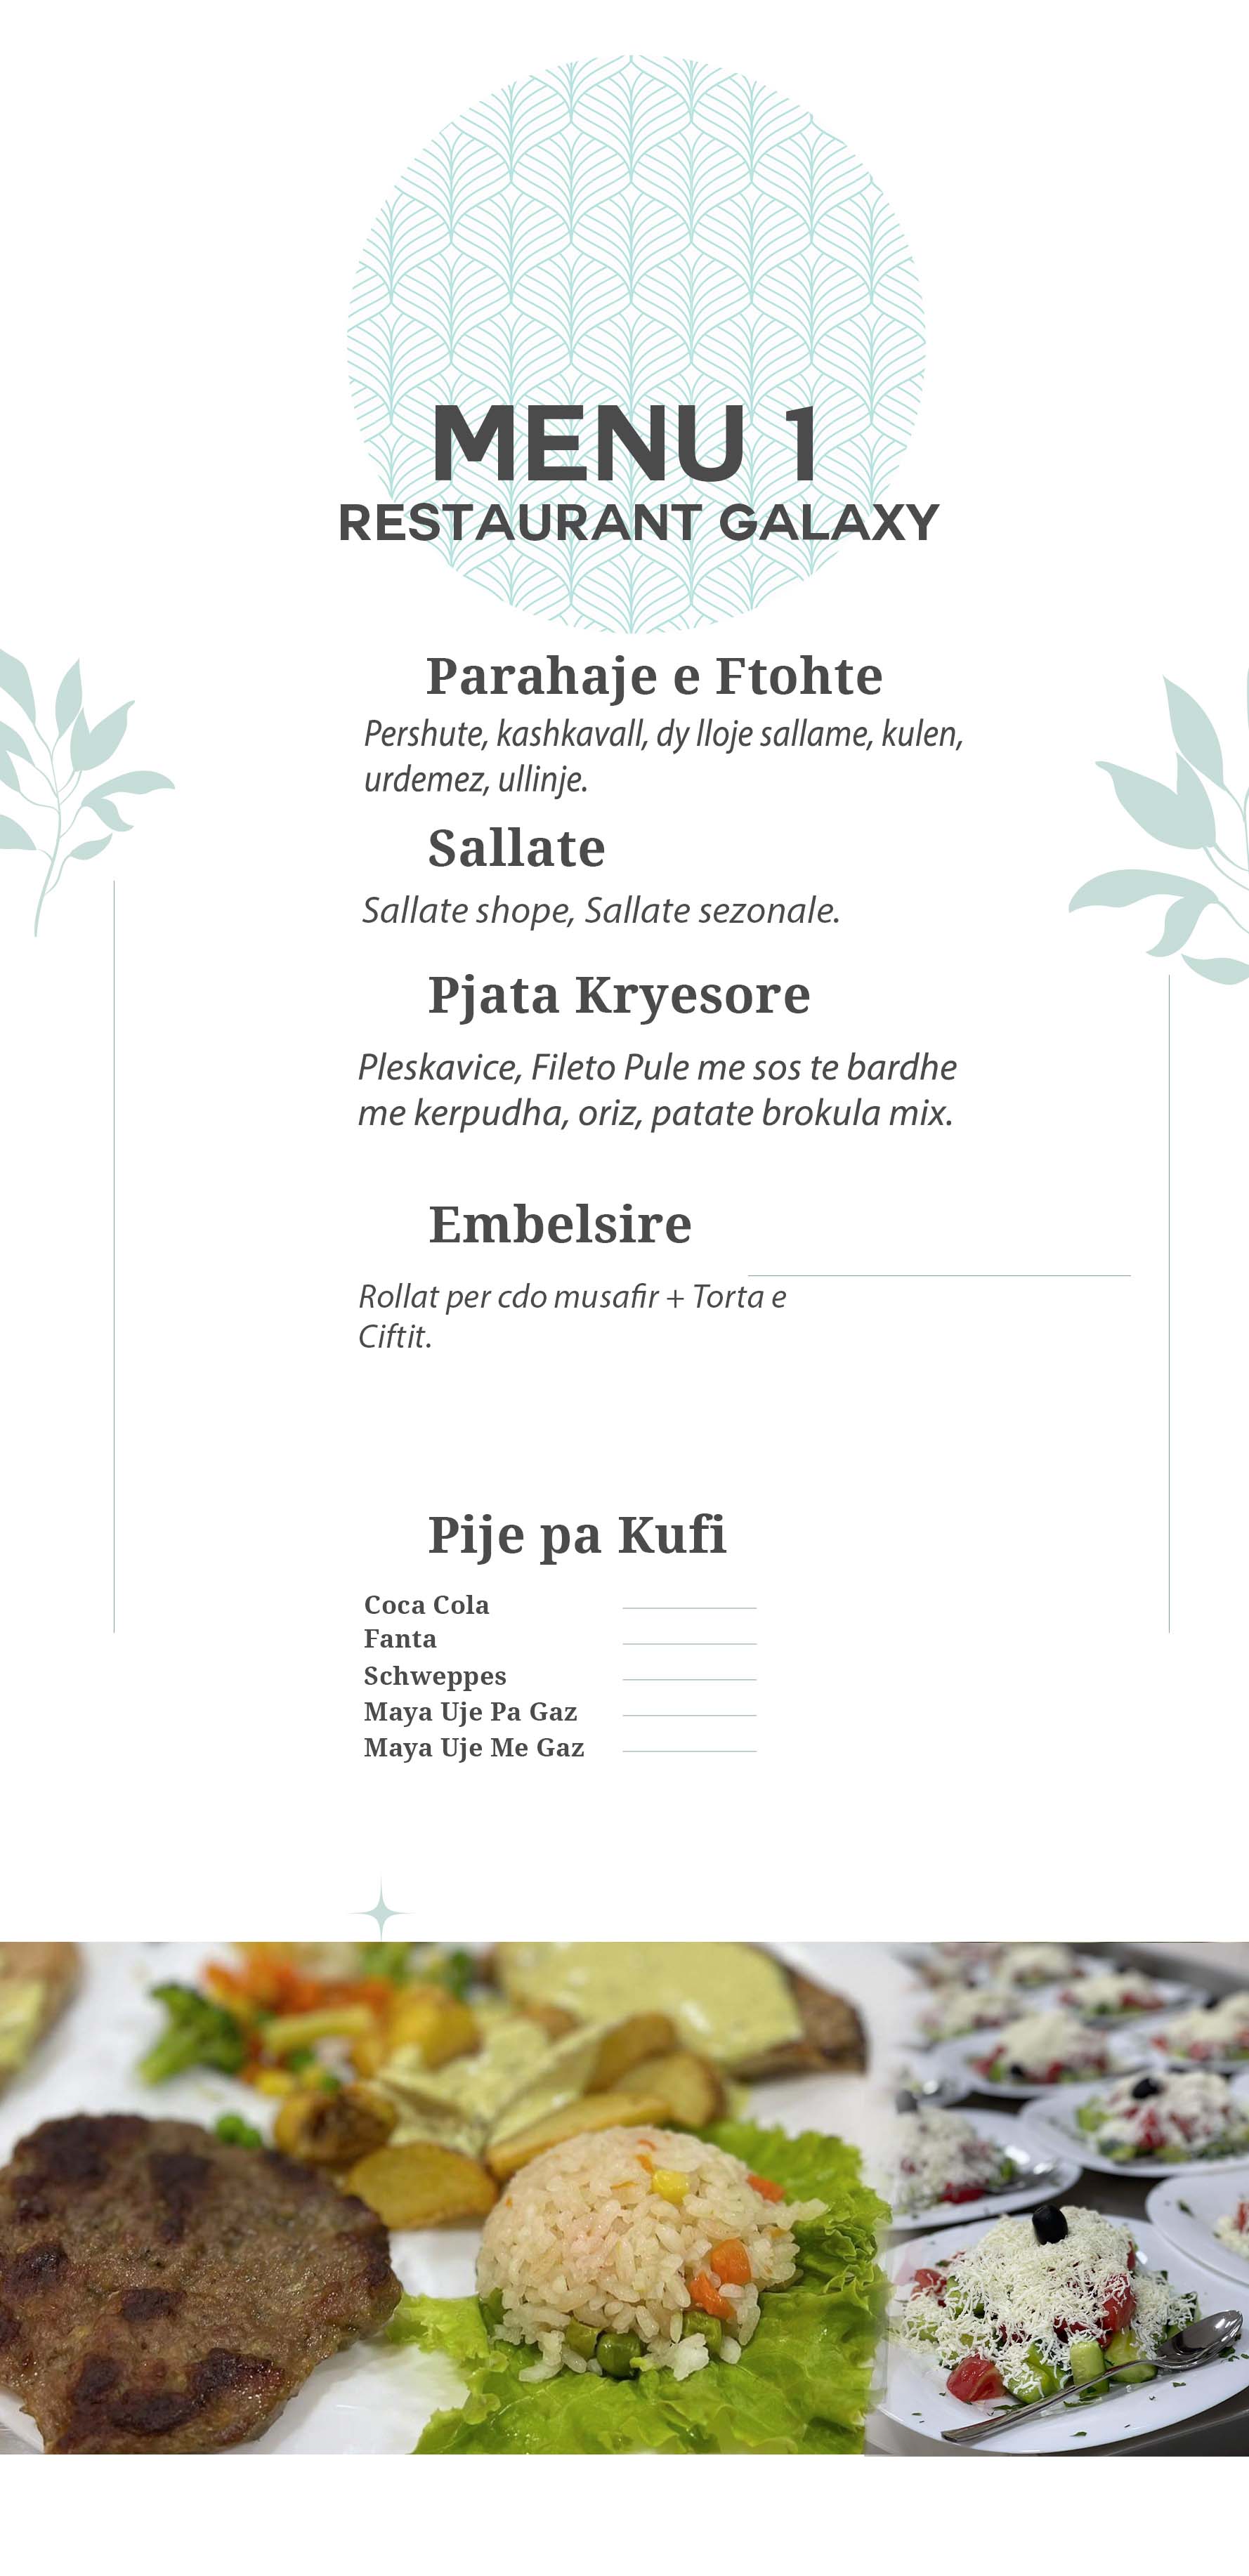 MENU 1
RESTAURANT GALAXY
Parahaje e Ftohte
Pershute, kashkavall, dy lloje sallame, kulen,
urdemez, ullinje.
Sallate
Sallate shope, Sallate sezonale.
Pjata Kryesore
Pleskavice, Fileto Pule me sos te bardhe
me kerpudha, oriz, patate brokula mix.
Embelsire
Rollat per cdo musafir + Torta e
Ciftit.
Pije pa Kufi
Coca Cola
Fanta
Schweppes
Maya Uje Pa Gaz
Maya Uje Me Gaz